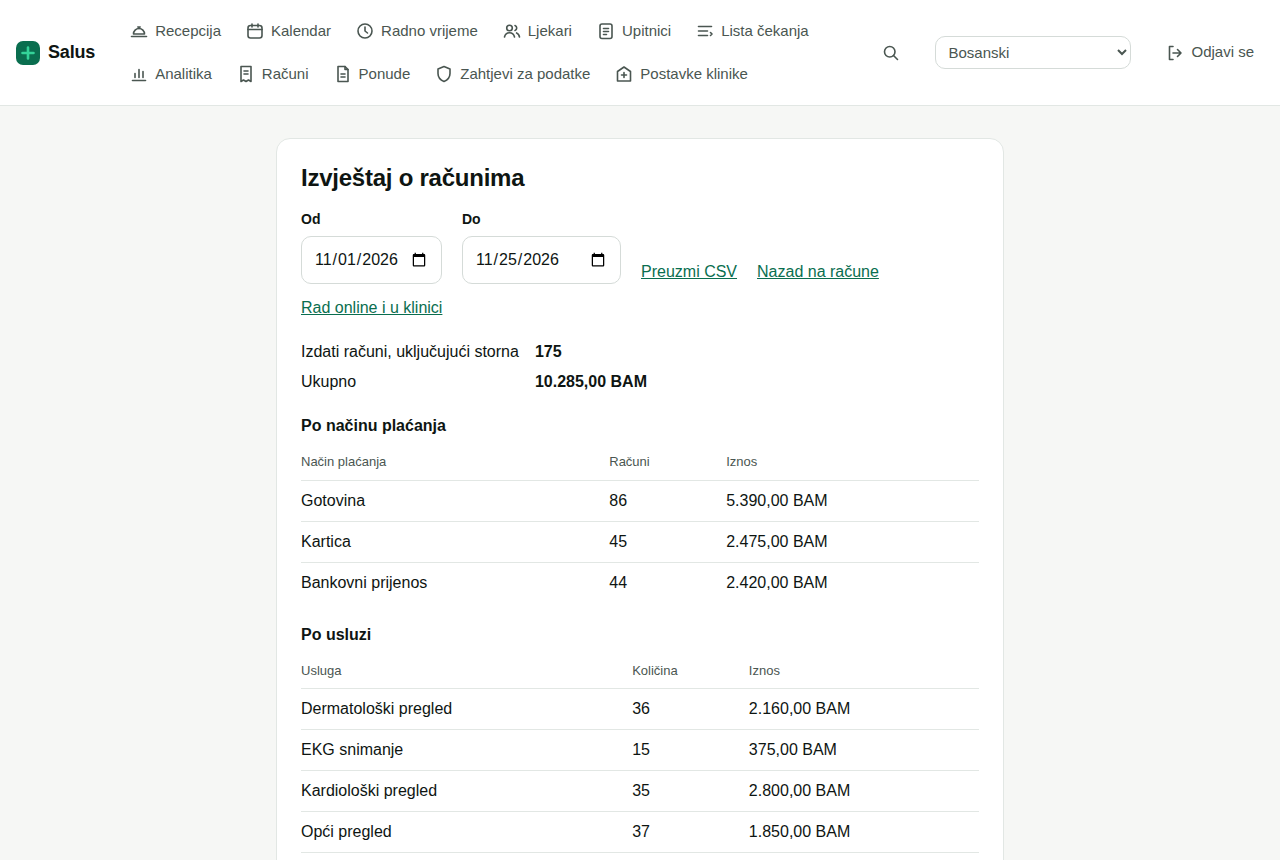 Salus
Recepcija Kalendar Radno vrijeme Ljekari Upitnici Lista čekanja
Analitika Računi Ponude Zahtjevi za podatke Postavke klinike
Bosanski
Odjavi se
Izvještaj o računima
Od Do
11/01/2026 11/25/2026 Preuzmi CSV Nazad na račune
Rad online i u klinici
Izdati računi, uključujući storna 175
Ukupno 10.285,00 BAM
Po načinu plaćanja
Način plaćanja Računi Iznos
Gotovina 86 5.390,00 BAM
Kartica 45 2.475,00 BAM
Bankovni prijenos 44 2.420,00 BAM
Po usluzi
Usluga Količina Iznos
Dermatološki pregled 36 2.160,00 BAM
EKG snimanje 15 375,00 BAM
Kardiološki pregled 35 2.800,00 BAM
Opći pregled 37 1.850,00 BAM